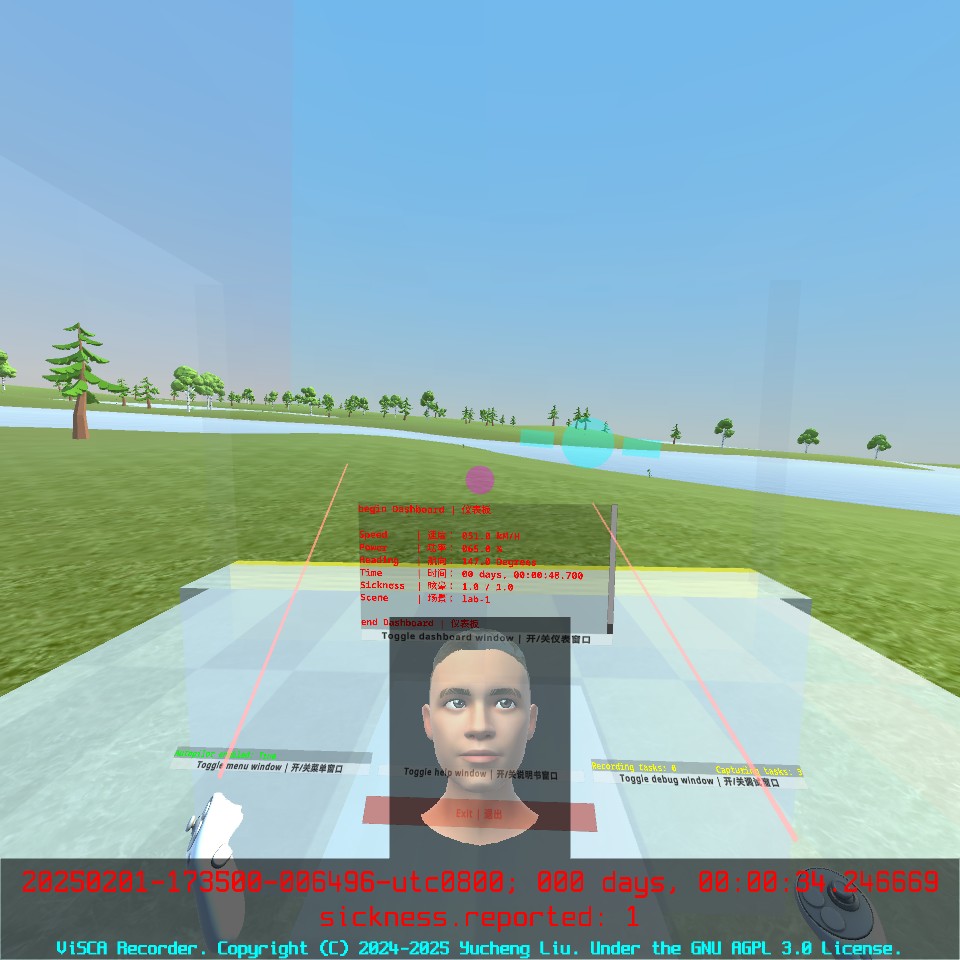 begin Dashboard | 仪表板
Speed | 速度： 851.0 kM/H
Power | 功率： 065.0 %
Heading | 航向： 147.0 Degrees
Time | 时间： 00 days, 00:00:48.700
Sickness | 眩晕： 1.0 / 1.0
Scene | 场景： lab-1
end Dashboard | 仪表板
Toggle dashboard window | 开/关仪表窗口
Toggle menu window | 开/关菜单窗口
Toggle help window | 开/关说明书窗口
Recording tasks: 0 Capturing tasks: 3
Toggle debug window | 开/关调试窗口
Exit | 退出
20250201-173500-006496-utc0800; 000 days, 00:00:34.246669
sickness.reported: 1
ViSCA Recorder. Copyright (C) 2024-2025 Yucheng Liu. Under the GNU AGPL 3.0 License.